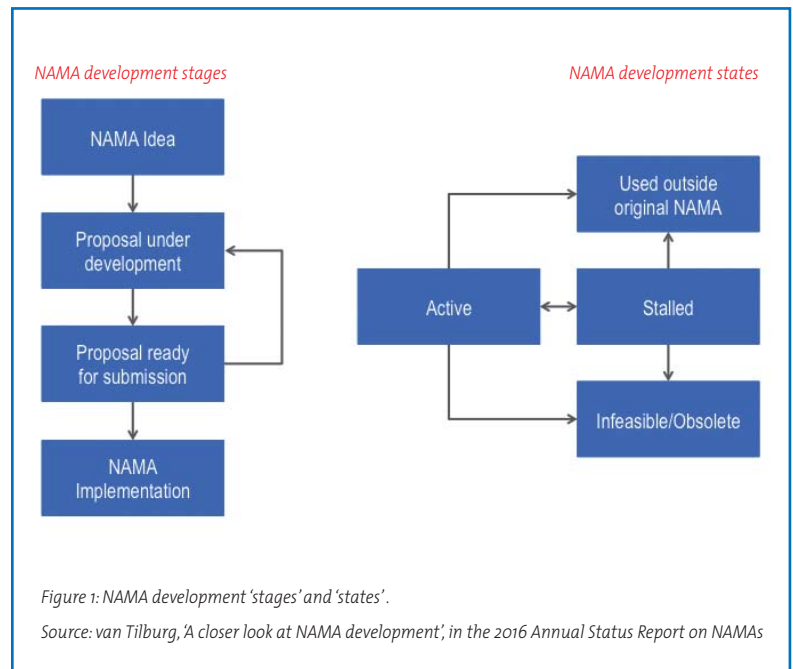 NAMA development stages
NAMA Idea
Proposal under
development
Proposal ready
for submission
NAMA
Implementation
NAMA development states
Used outside
original NAMA
Active
Stalled
Infeasible/Obsolete
Figure 1: NAMA development ‘stages’ and ‘states’ .
Source: van Tilburg, ‘A closer look at NAMA development’, in the 2016 Annual Status Report on NAMAs